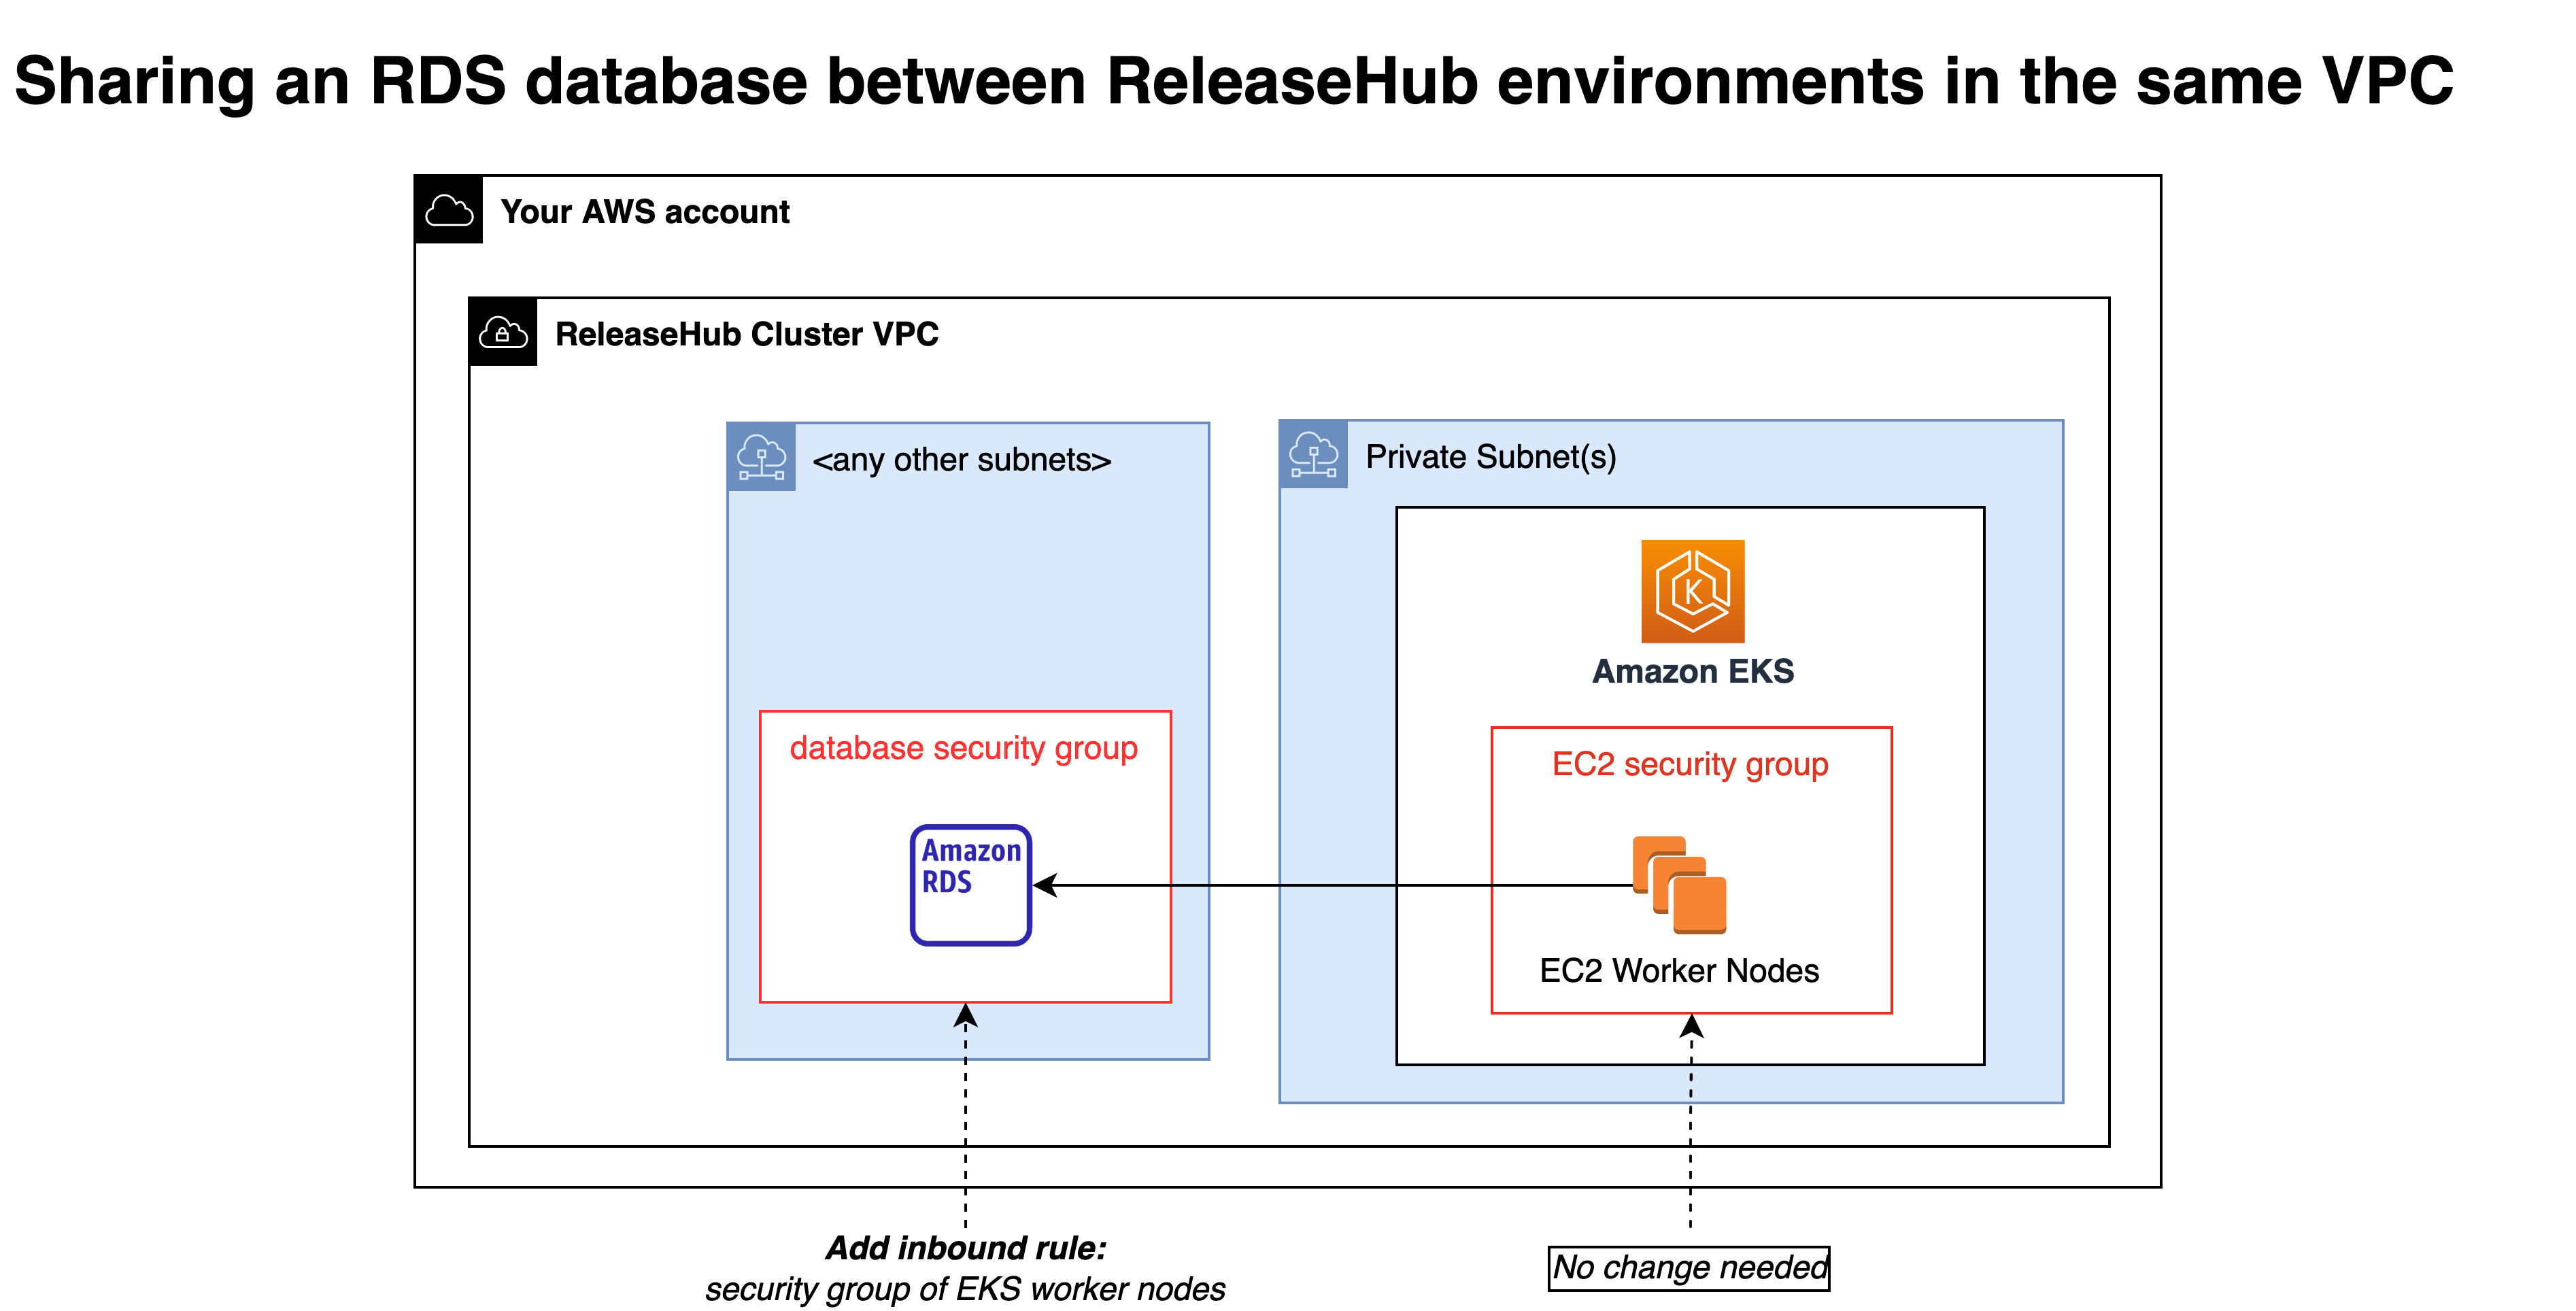 Sharing an RDS database between ReleaseHub environments in the same VPC
Your AWS account
ReleaseHub Cluster VPC
<any other subnets>
Private Subnet(s)
K
Amazon EKS
database security group
EC2 security group
Amazon
RDS
EC2 Worker Nodes
Add inbound rule:
security group of EKS worker nodes
No change needed